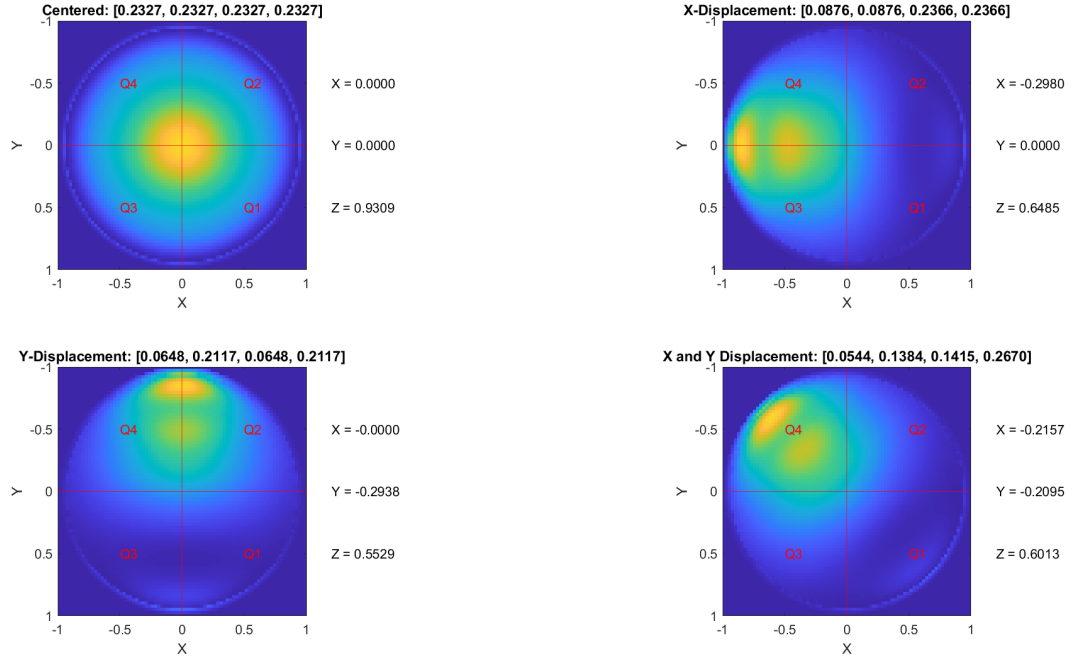 Centered: [0.2327, 0.2327, 0.2327, 0.2327]
-1
-0.5
0
0.5
1
Y
Q4
Q2
Q3
Q1
-1
-0.5
0
0.5
1
X
X = 0.0000
Y = 0.0000
Z = 0.9309
X-Displacement: [0.0876, 0.0876, 0.2366, 0.2366]
-1
-0.5
0
0.5
1
Y
Q4
Q2
Q3
Q1
-1
-0.5
0
0.5
1
X
X = -0.2980
Y = 0.0000
Z = 0.6485
Y-Displacement: [0.0648, 0.2117, 0.0648, 0.2117]
-1
-0.5
0
0.5
1
Y
Q4
Q2
Q3
Q1
-1
-0.5
0
0.5
1
X
X = -0.0000
Y = -0.2938
Z = 0.5529
X and Y Displacement: [0.0544, 0.1384, 0.1415, 0.2670]
-1
-0.5
0
0.5
1
Y
Q4
Q2
Q3
Q1
-1
-0.5
0
0.5
1
X
X = -0.2157
Y = -0.2095
Z = 0.6013